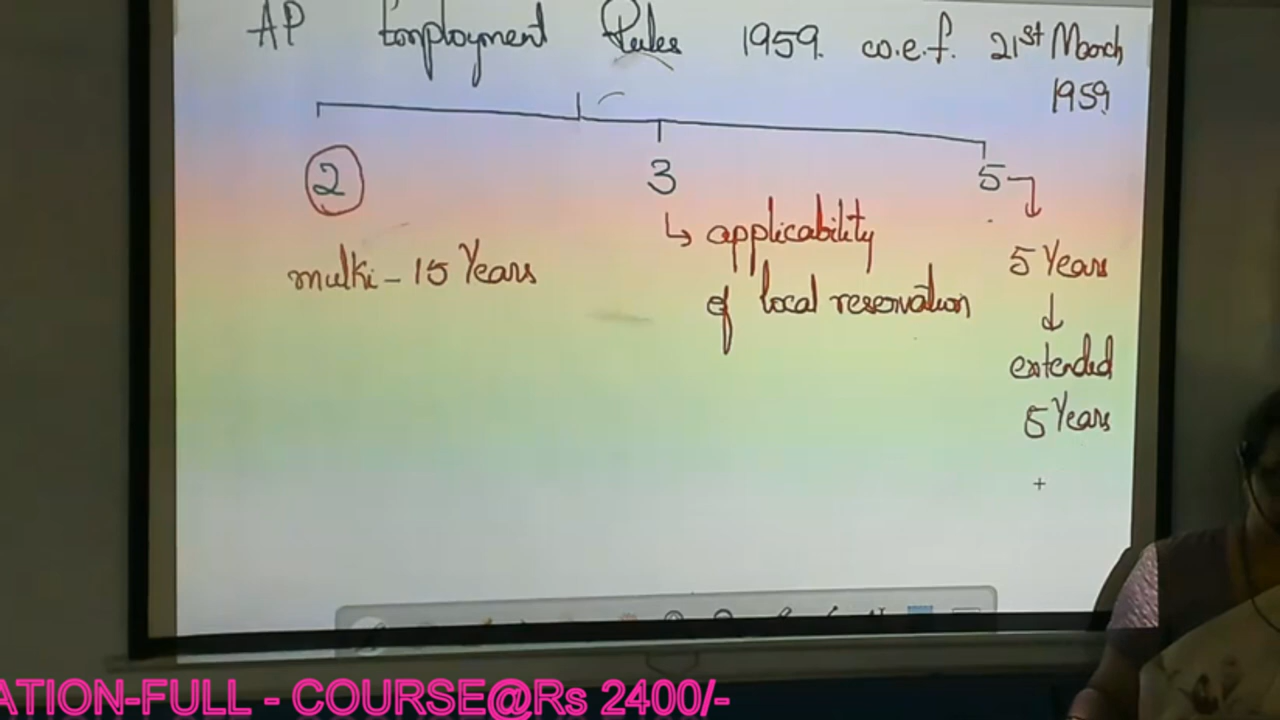 AP Employment Rules 1959. w.e.f. 21st March
1959
2
3
5
multi - 15 Years
↳ applicability
of local reservation
5 Years
↓
extended
5 Years
+
ATION-FULL - COURSE@Rs 2400/-